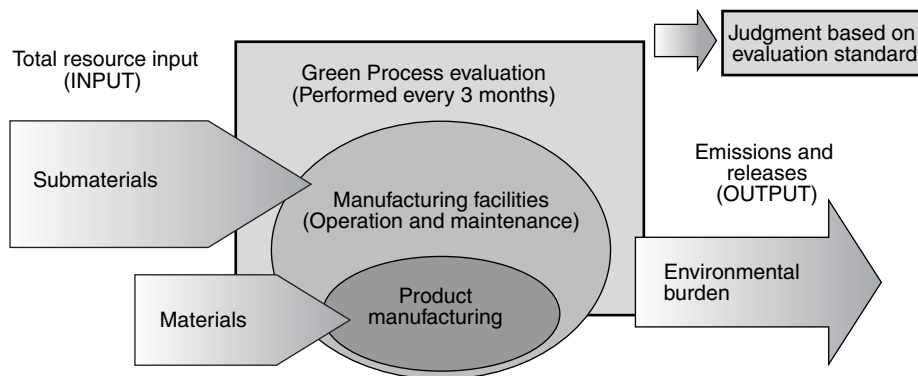 Total resource input
(INPUT)
Green Process evaluation
(Performed every 3 months)
Judgment based on
evaluation standard
Submaterials
Manufacturing facilities
(Operation and maintenance)
Emissions and
releases
(OUTPUT)
Materials
Product
manufacturing
Environmental
burden